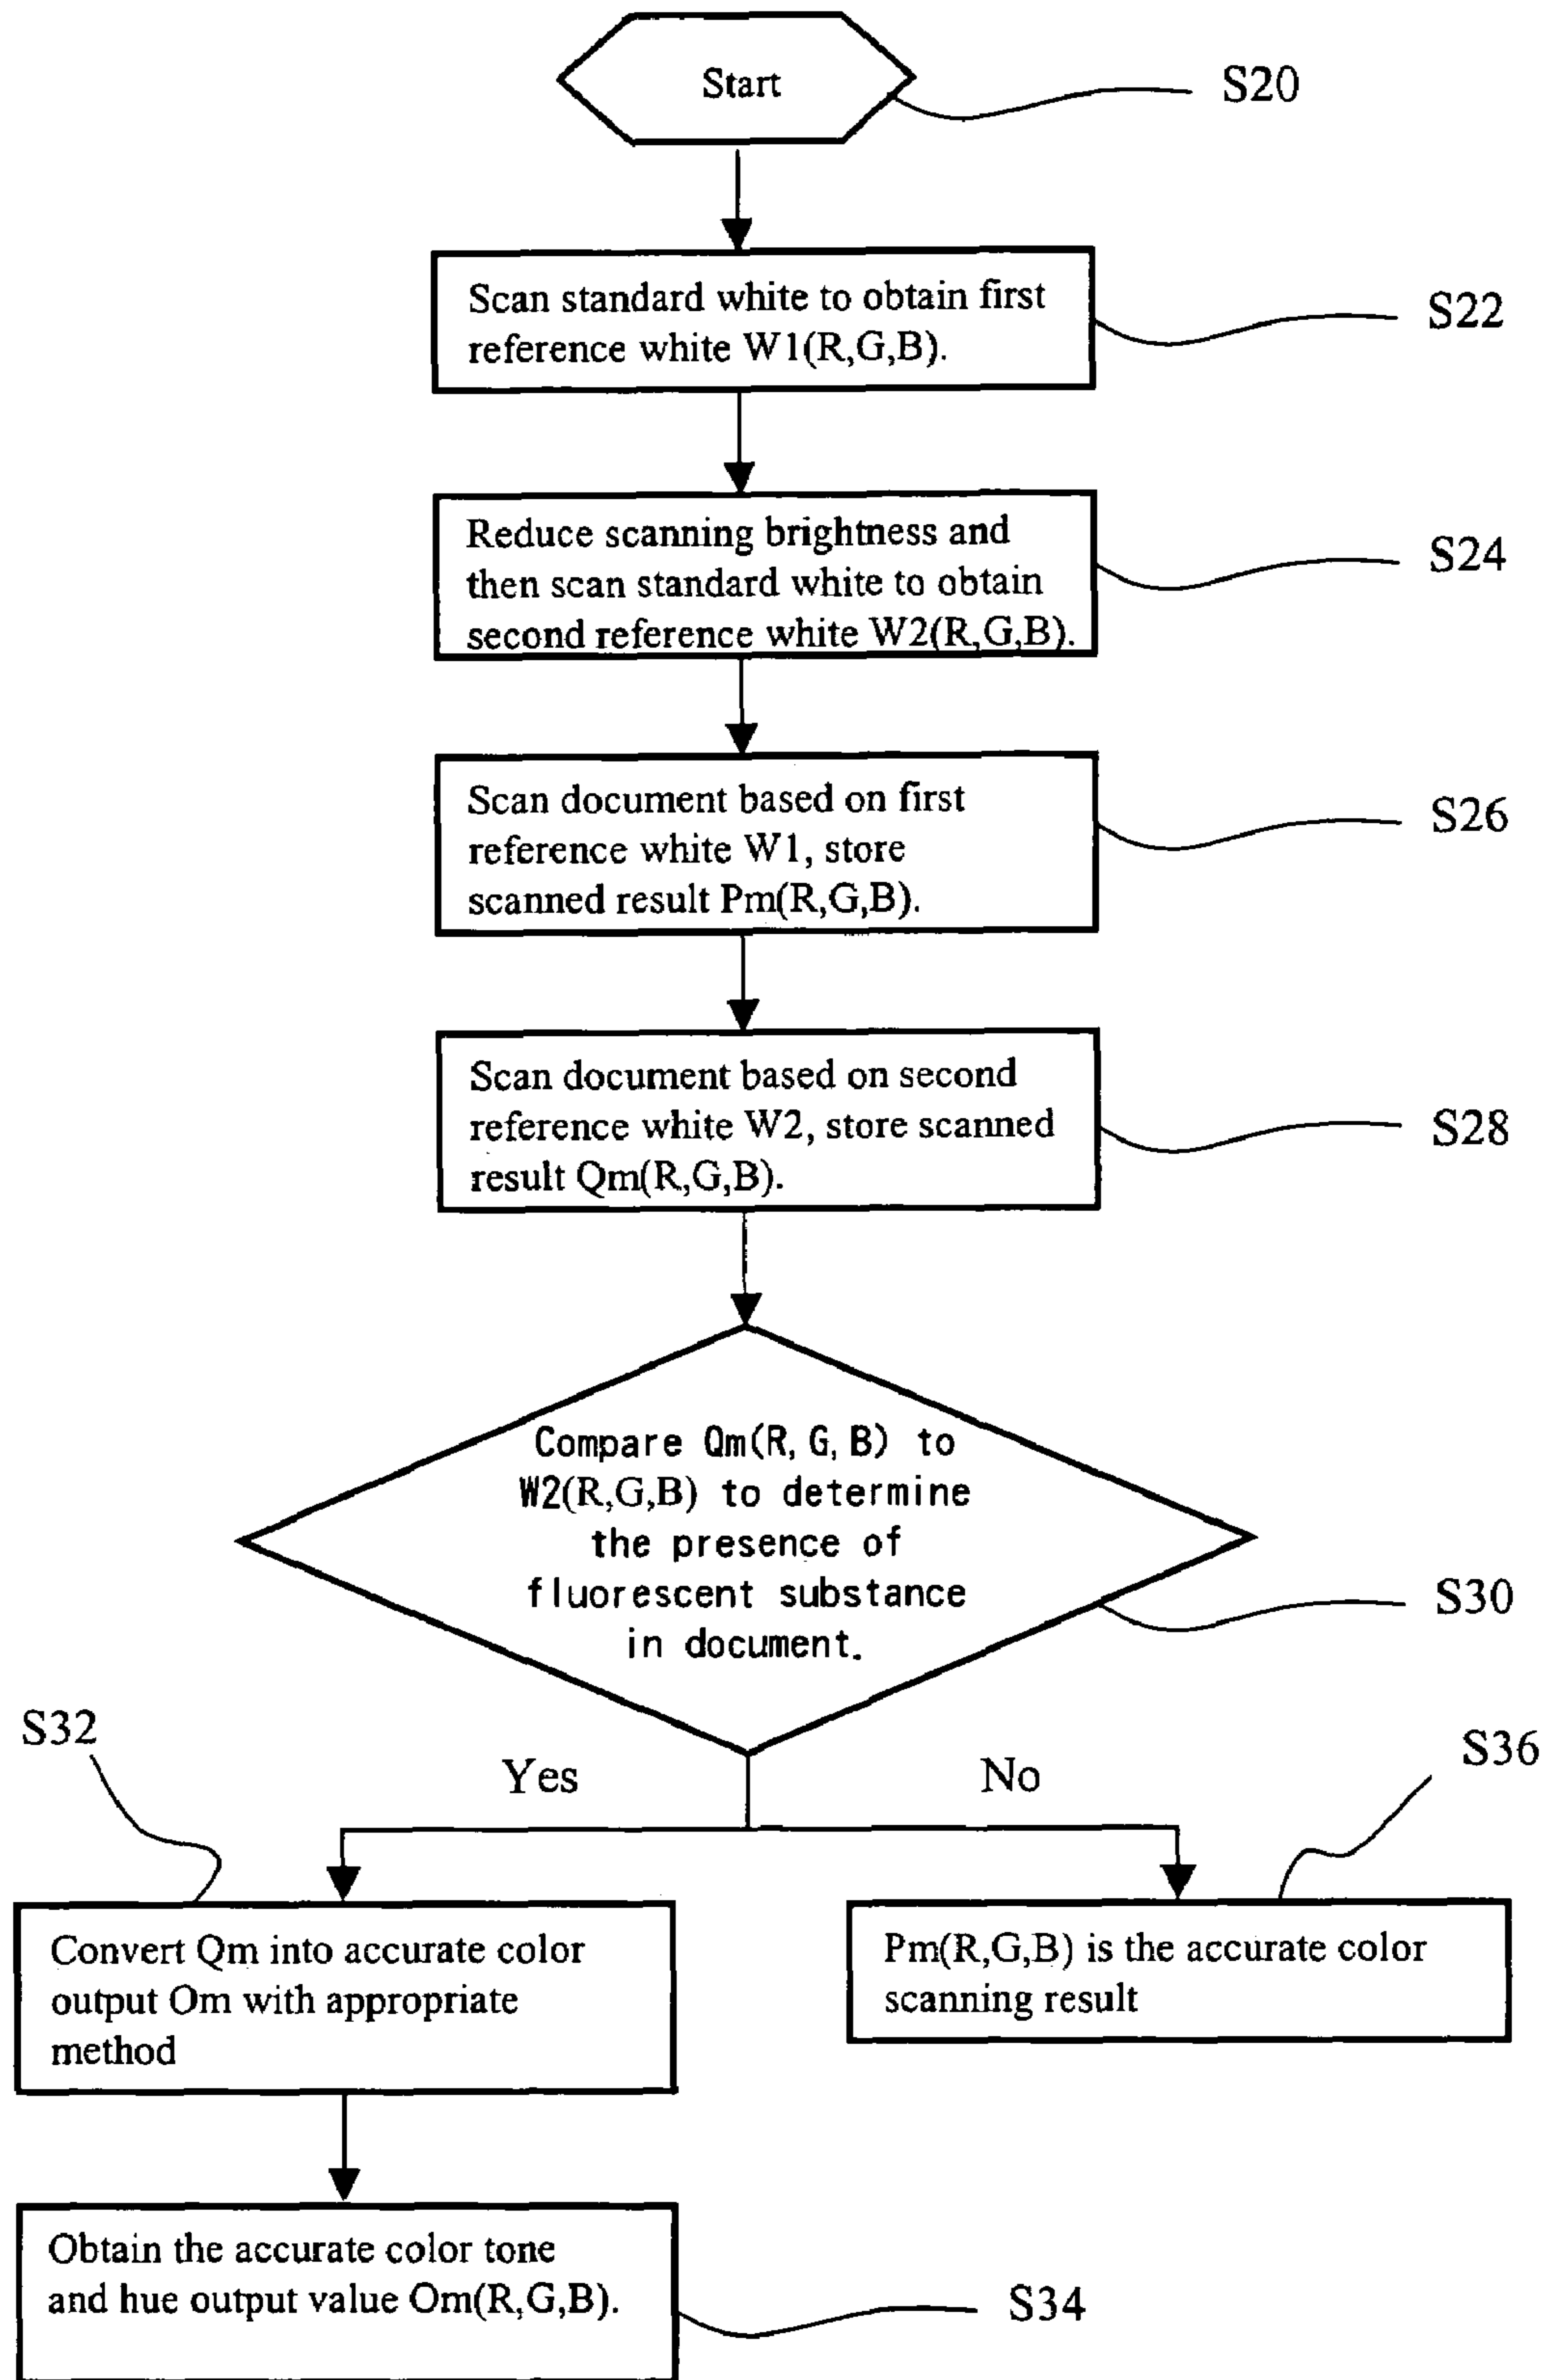 Start
S20
Scan standard white to obtain first
reference white W1(R,G,B).
S22
Reduce scanning brightness and
then scan standard white to obtain
second reference white W2(R,G,B).
S24
Scan document based on first
reference white W1, store
scanned result Pm(R,G,B).
S26
Scan document based on second
reference white W2, store scanned
result Qm(R,G,B).
S28
Compare Qm(R,G,B) to
W2(R,G,B) to determine
the presence of
fluorescent substance
in document.
S30
S32
Yes
No
S36
Convert Qm into accurate color
output Om with appropriate
method
Pm(R,G,B) is the accurate color
scanning result
Obtain the accurate color tone
and hue output value Om(R,G,B).
S34